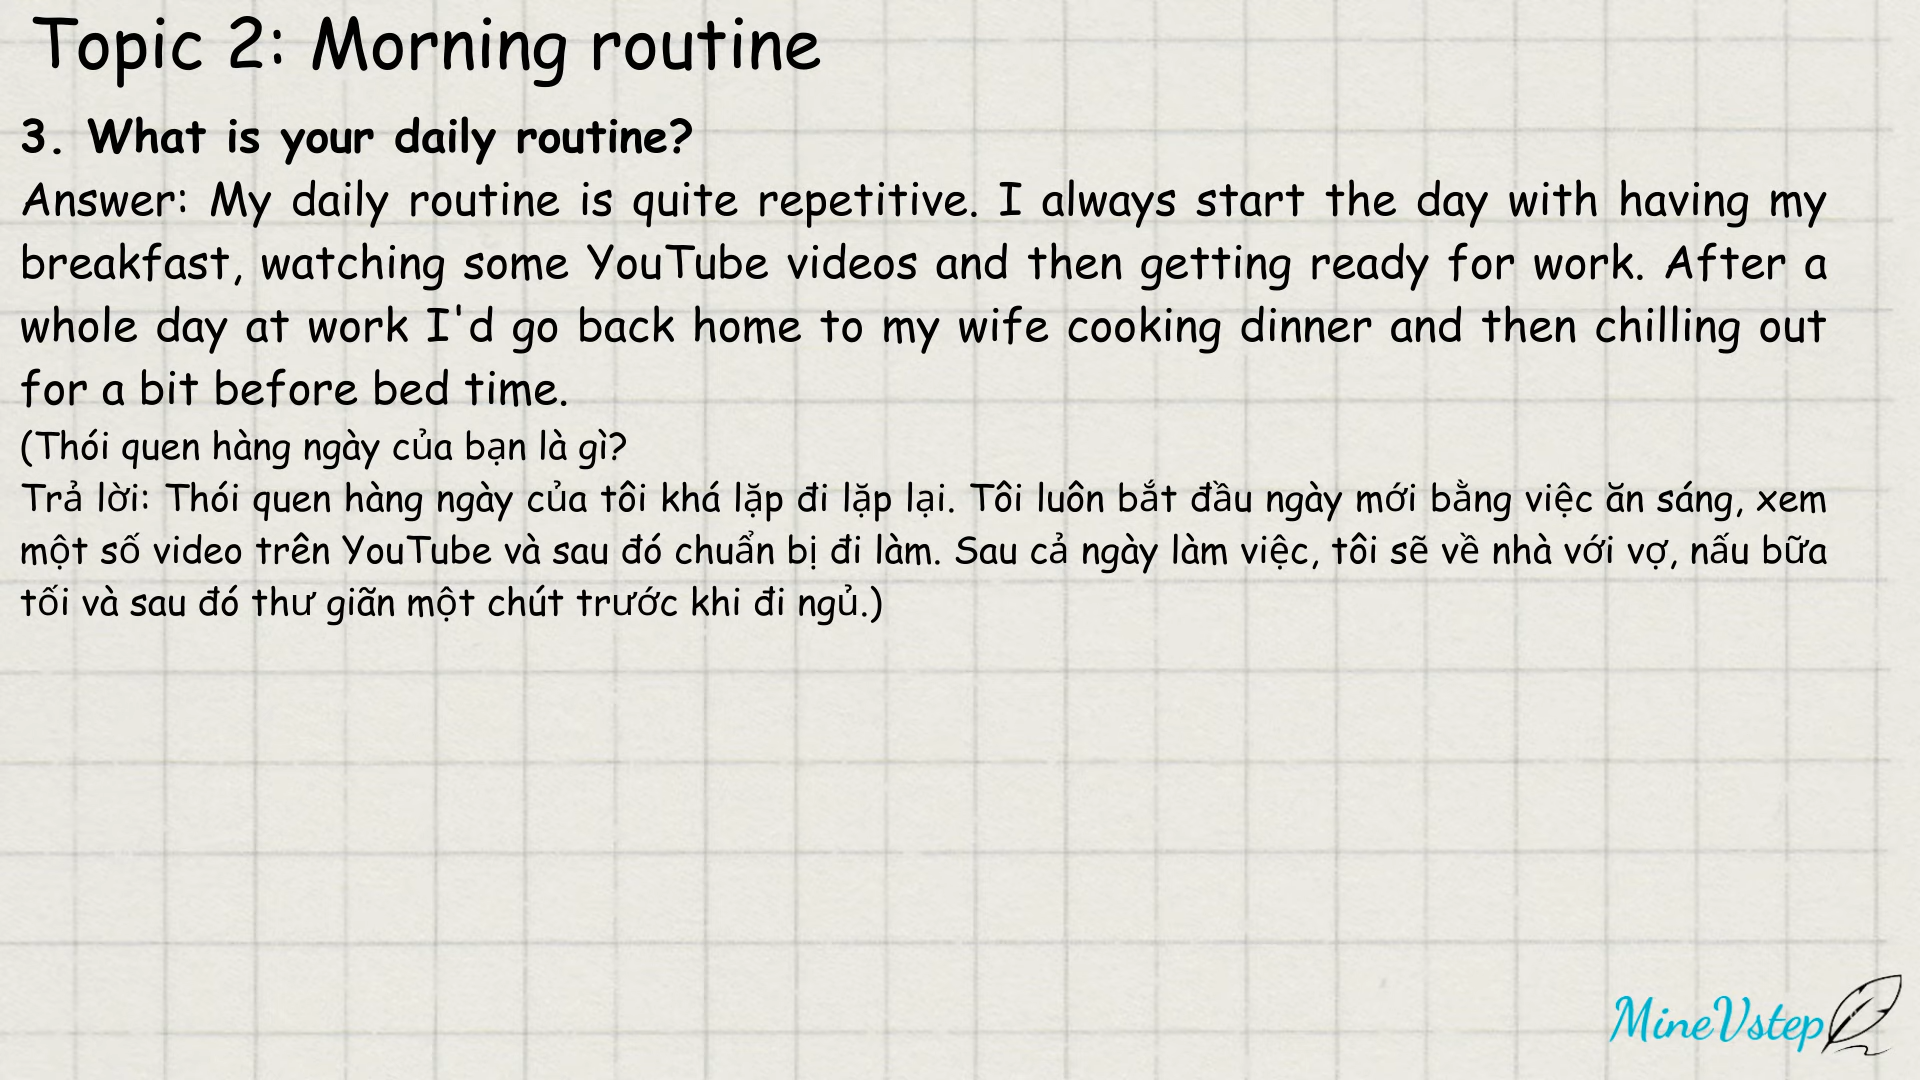 Topic 2: Morning routine
3. What is your daily routine?
Answer: My daily routine is quite repetitive. I always start the day with having my
breakfast, watching some YouTube videos and then getting ready for work. After a
whole day at work I'd go back home to my wife cooking dinner and then chilling out
for a bit before bed time.
(Thói quen hàng ngày của bạn là gì?
Trả lời: Thói quen hàng ngày của tôi khá lặp đi lặp lại. Tôi luôn bắt đầu ngày mới bằng việc ăn sáng, xem
một số video trên YouTube và sau đó chuẩn bị đi làm. Sau cả ngày làm việc, tôi sẽ về nhà với vợ, nấu bữa
tối và sau đó thư giãn một chút trước khi đi ngủ.)
MineVstep